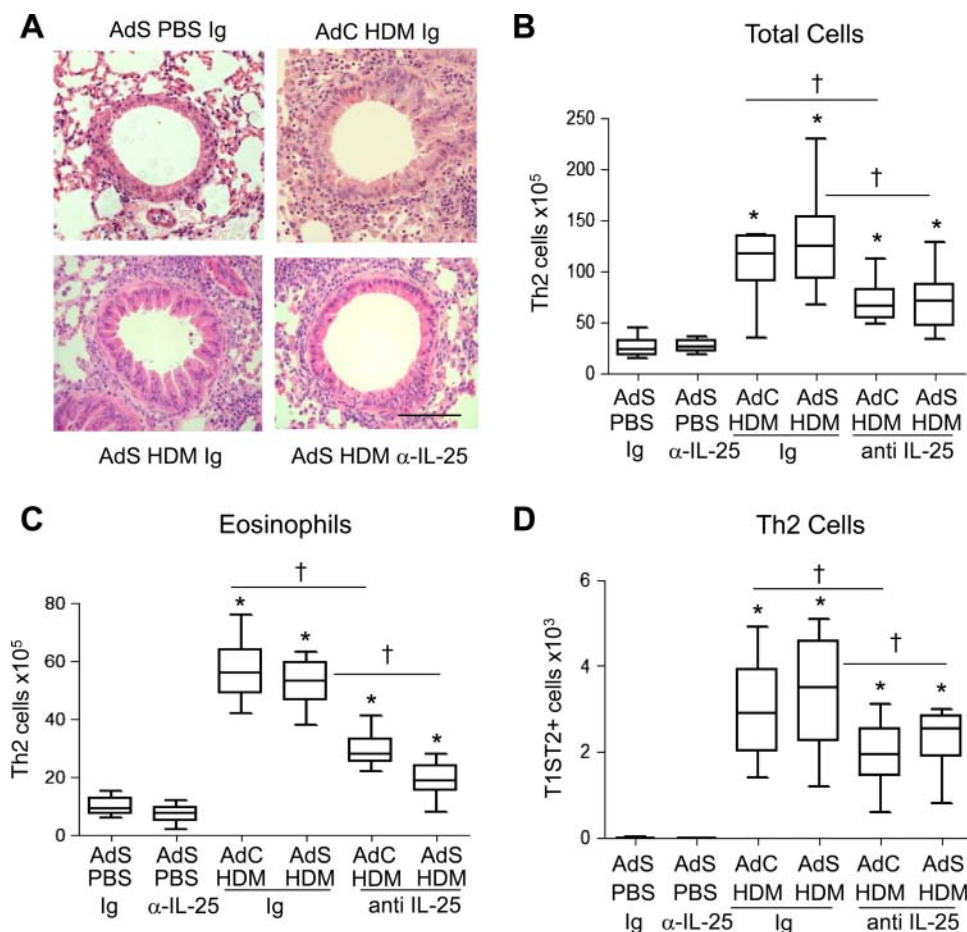 A
AdS PBS Ig
AdC HDM Ig
AdS HDM Ig
AdS HDM α-IL-25
B
Total Cells
†
*
*
†
*
*
Th2 cells x10⁵
250
200
150
100
50
0
AdS AdS AdC AdS AdC AdS
PBS PBS HDM HDM HDM HDM
Ig α-IL-25 Ig anti IL-25
C
Eosinophils
†
*
*
†
*
*
Th2 cells x10⁵
80
60
40
20
0
AdS AdS AdC AdS AdC AdS
PBS PBS HDM HDM HDM HDM
Ig α-IL-25 Ig anti IL-25
D
Th2 Cells
†
*
*
†
*
*
T1ST2+ cells x10³
6
4
2
0
AdS AdS AdC AdS AdC AdS
PBS PBS HDM HDM HDM HDM
Ig α-IL-25 Ig anti IL-25